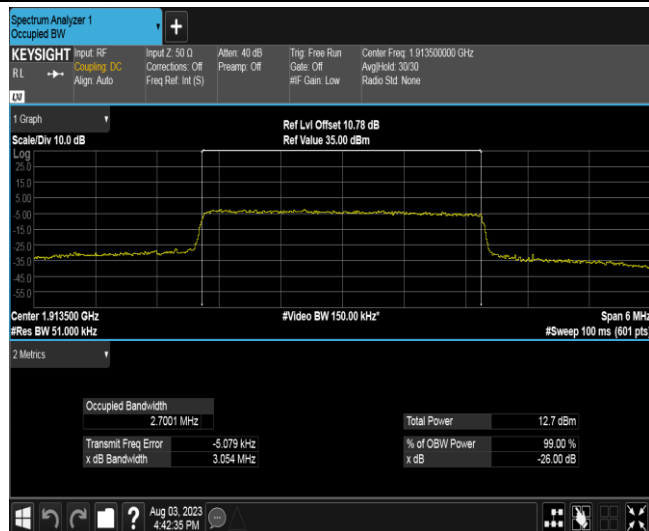 Spectrum Analyzer 1
Occupied BW
+
KEYSIGHT
RL
LXI
Input: RF
Coupling: DC
Align: Auto
Input Z: 50 Ω
Corrections: Off
Freq Ref: Int (S)
Atten: 40 dB
Preamp: Off
Trig: Free Run
Gate: Off
#IF Gain: Low
Center Freq: 1.913500000 GHz
Avg|Hold: 30/30
Radio Std: None
1 Graph
Scale/Div 10.0 dB
Ref Lvl Offset 10.78 dB
Ref Value 35.00 dBm
Log
25.0
15.0
5.00
-5.00
-15.0
-25.0
-35.0
-45.0
-55.0
Center 1.913500 GHz
#Res BW 51.000 kHz
#Video BW 150.00 kHz*
Span 6 MHz
#Sweep 100 ms (601 pts)
2 Metrics
Occupied Bandwidth
2.7001 MHz
Transmit Freq Error -5.079 kHz
x dB Bandwidth 3.054 MHz
Total Power 12.7 dBm
% of OBW Power 99.00 %
x dB -26.00 dB
?
Aug 03, 2023
4:42:35 PM